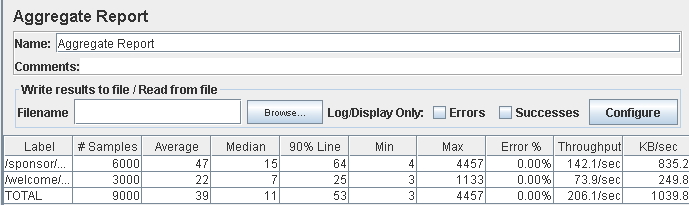 Aggregate Report
Name: Aggregate Report
Comments:
Write results to file / Read from file
Filename Browse... Log/Display Only: Errors Successes Configure
Label # Samples Average Median 90% Line Min Max Error % Throughput KB/sec
/sponsor/... 6000 47 15 64 4 4457 0.00% 142.1/sec 835.2
/welcome/... 3000 22 7 25 3 1133 0.00% 73.9/sec 249.8
TOTAL 9000 39 11 53 3 4457 0.00% 206.1/sec 1039.8